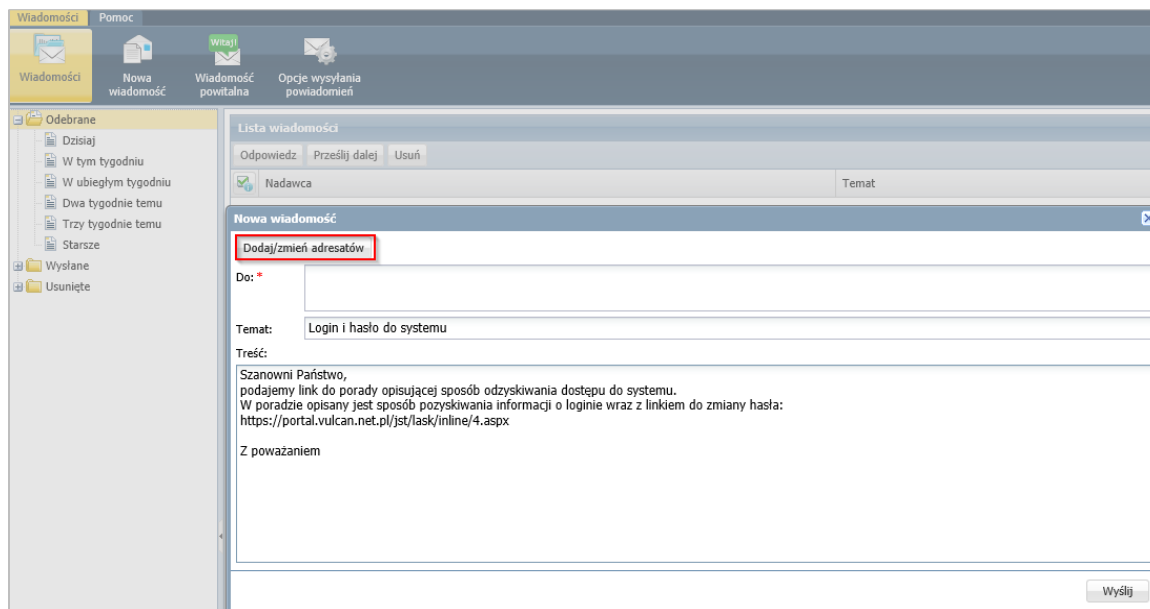 Wiadomości Pomoc
Witaj!
Wiadomości Nowa wiadomość Wiadomość powitalna Opcje wysyłania powiadomień
Odebrane
Dzisiaj
W tym tygodniu
W ubiegłym tygodniu
Dwa tygodnie temu
Trzy tygodnie temu
Starsze
Wysłane
Usunięte
Lista wiadomości
Odpowiedz Prześlij dalej Usuń
Nadawca Temat
Nowa wiadomość
Dodaj/zmień adresatów
Do: *
Temat: Login i hasło do systemu
Treść:
Szanowni Państwo,
podajemy link do porady opisującej sposób odzyskiwania dostępu do systemu.
W poradzie opisany jest sposób pozyskiwania informacji o loginie wraz z linkiem do zmiany hasła:
https://portal.vulcan.net.pl/jst/lask/inline/4.aspx
Z poważaniem
Wyślij